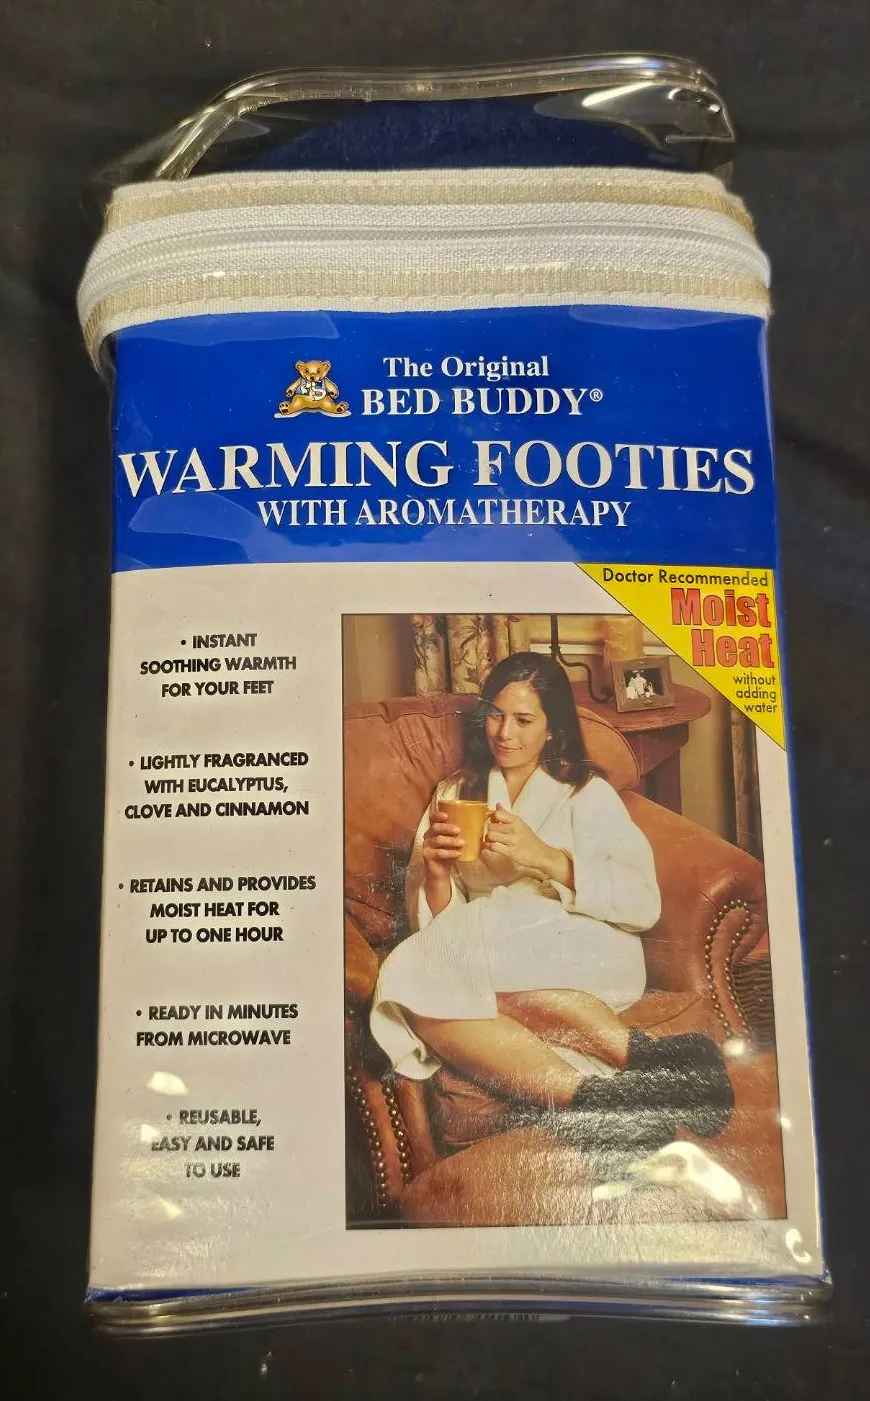 The Original
BED BUDDY®
WARMING FOOTIES
WITH AROMATHERAPY
Doctor Recommended
Moist
Heat
without
adding
water
• INSTANT
SOOTHING WARMTH
FOR YOUR FEET
• LIGHTLY FRAGRANCED
WITH EUCALYPTUS,
CLOVE AND CINNAMON
• RETAINS AND PROVIDES
MOIST HEAT FOR
UP TO ONE HOUR
• READY IN MINUTES
FROM MICROWAVE
• REUSABLE,
EASY AND SAFE
TO USE